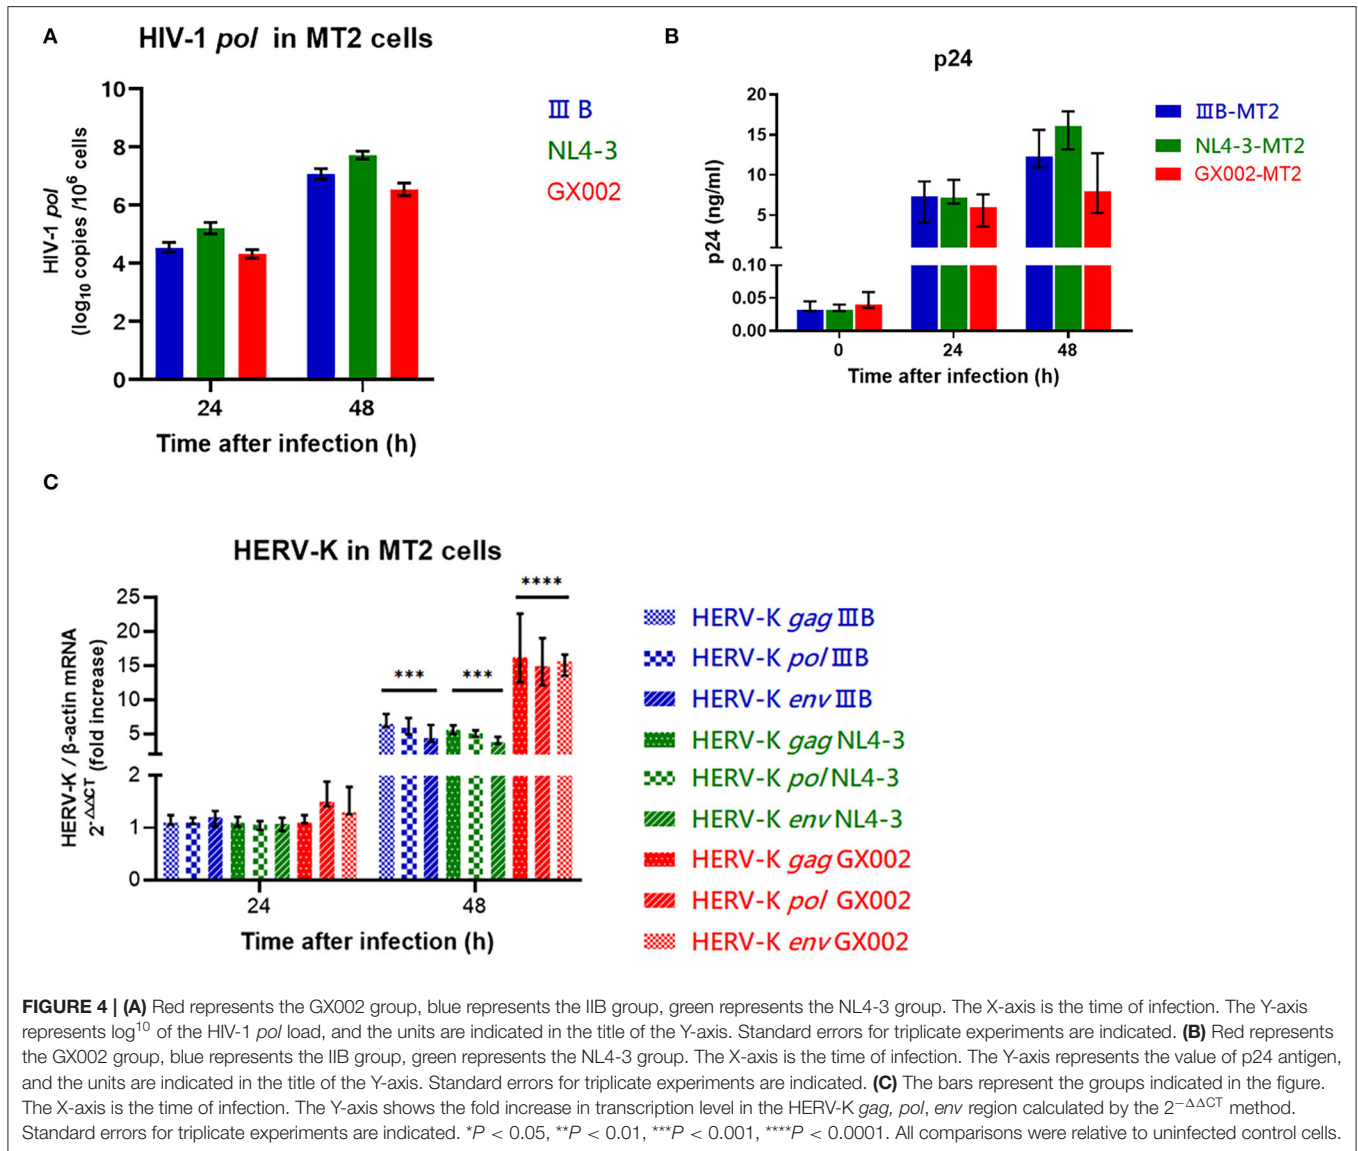 A
HIV-1 pol in MT2 cells
HIV-1 pol
(log10 copies /10^6 cells
10
8
6
4
2
0
24
48
Time after infection (h)
ⅢB
NL4-3
GX002
B
p24
p24 (ng/ml)
20
15
10
5
0.10
0.05
0.00
0
24
48
Time after infection (h)
ⅢB-MT2
NL4-3-MT2
GX002-MT2
C
HERV-K in MT2 cells
HERV-K / β-actin mRNA
2^-ΔΔCT (fold increase)
25
20
15
10
5
2
1
0
***
***
****
24
48
Time after infection (h)
HERV-K gag ⅢB
HERV-K pol ⅢB
HERV-K env ⅢB
HERV-K gag NL4-3
HERV-K pol NL4-3
HERV-K env NL4-3
HERV-K gag GX002
HERV-K pol GX002
HERV-K env GX002
FIGURE 4 | (A) Red represents the GX002 group, blue represents the IIB group, green represents the NL4-3 group. The X-axis is the time of infection. The Y-axis
represents log^10 of the HIV-1 pol load, and the units are indicated in the title of the Y-axis. Standard errors for triplicate experiments are indicated. (B) Red represents
the GX002 group, blue represents the IIB group, green represents the NL4-3 group. The X-axis is the time of infection. The Y-axis represents the value of p24 antigen,
and the units are indicated in the title of the Y-axis. Standard errors for triplicate experiments are indicated. (C) The bars represent the groups indicated in the figure.
The X-axis is the time of infection. The Y-axis shows the fold increase in transcription level in the HERV-K gag, pol, env region calculated by the 2^−ΔΔCT method.
Standard errors for triplicate experiments are indicated. *P < 0.05, **P < 0.01, ***P < 0.001, ****P < 0.0001. All comparisons were relative to uninfected control cells.